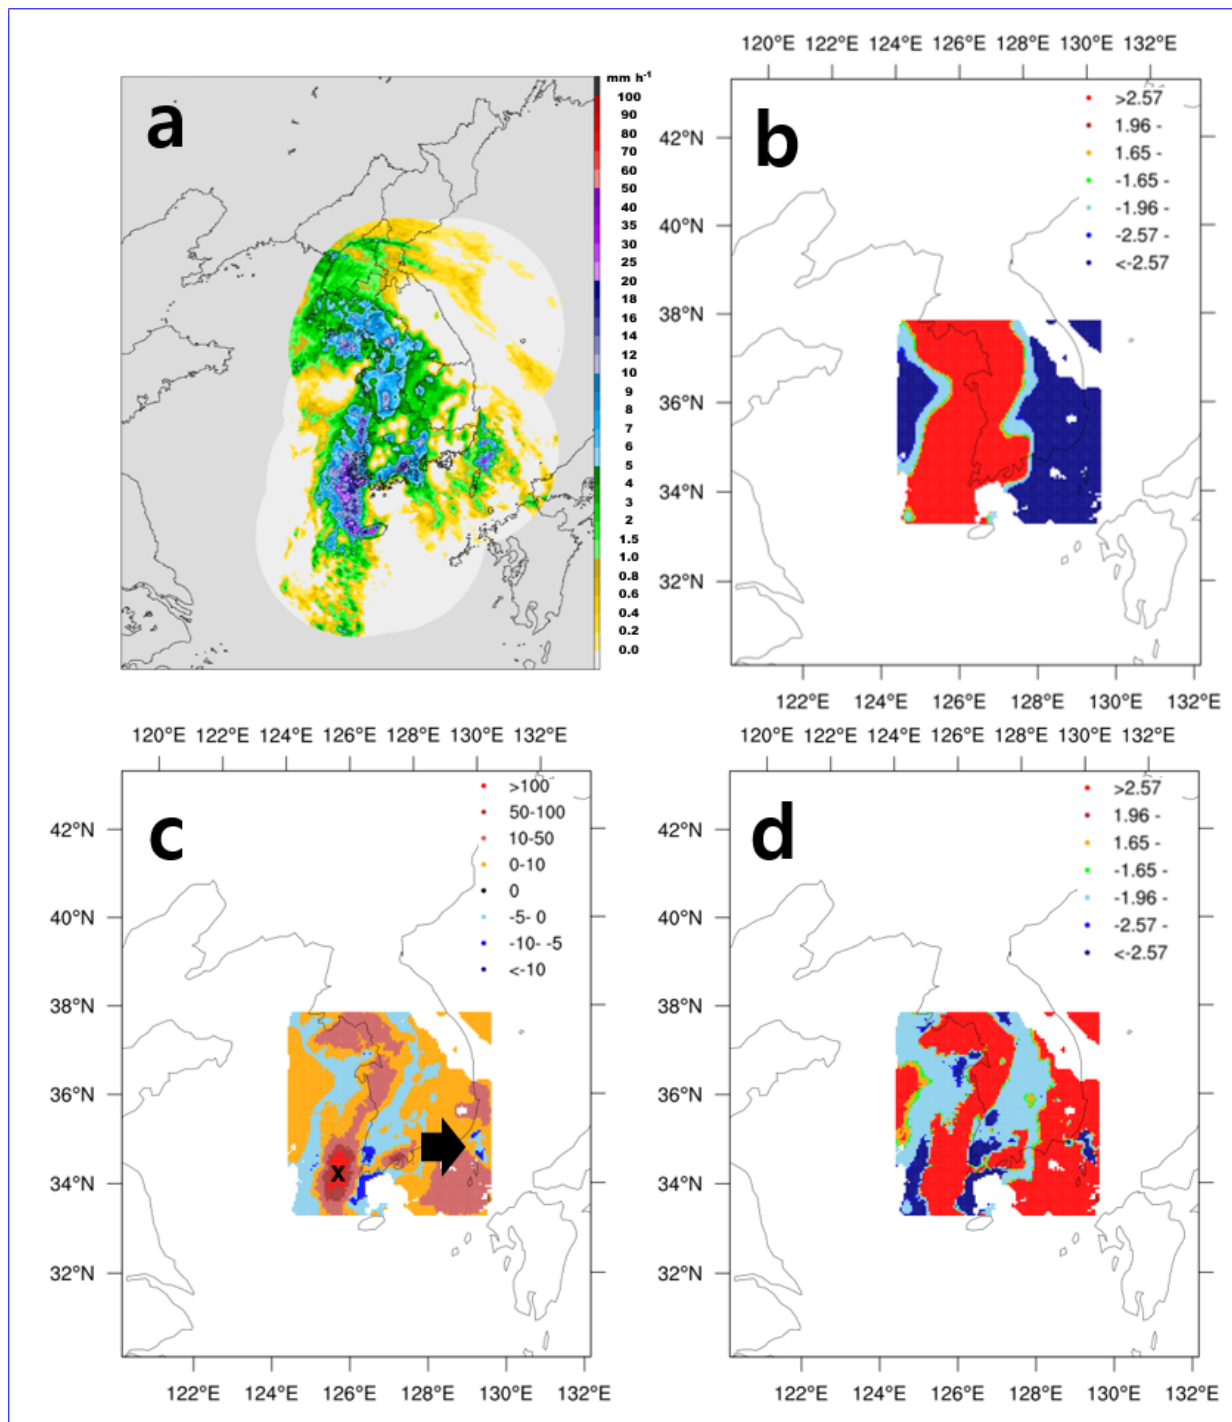 a
mm h⁻¹
100
90
80
70
60
50
40
35
30
25
20
18
16
14
12
10
9
8
7
6
5
4
3
2
1.5
1.0
0.8
0.6
0.4
0.2
0.0
120°E 122°E 124°E 126°E 128°E 130°E 132°E
b
>2.57
1.96 -
1.65 -
-1.65 -
-1.96 -
-2.57 -
<-2.57
42°N
40°N
38°N
36°N
34°N
32°N
122°E 124°E 126°E 128°E 130°E 132°E
120°E 122°E 124°E 126°E 128°E 130°E 132°E
c
>100
50-100
10-50
0-10
0
-5- 0
-10- -5
<-10
42°N
40°N
38°N
36°N
34°N
32°N
x
122°E 124°E 126°E 128°E 130°E 132°E
120°E 122°E 124°E 126°E 128°E 130°E 132°E
d
>2.57
1.96 -
1.65 -
-1.65 -
-1.96 -
-2.57 -
<-2.57
42°N
40°N
38°N
36°N
34°N
32°N
122°E 124°E 126°E 128°E 130°E 132°E